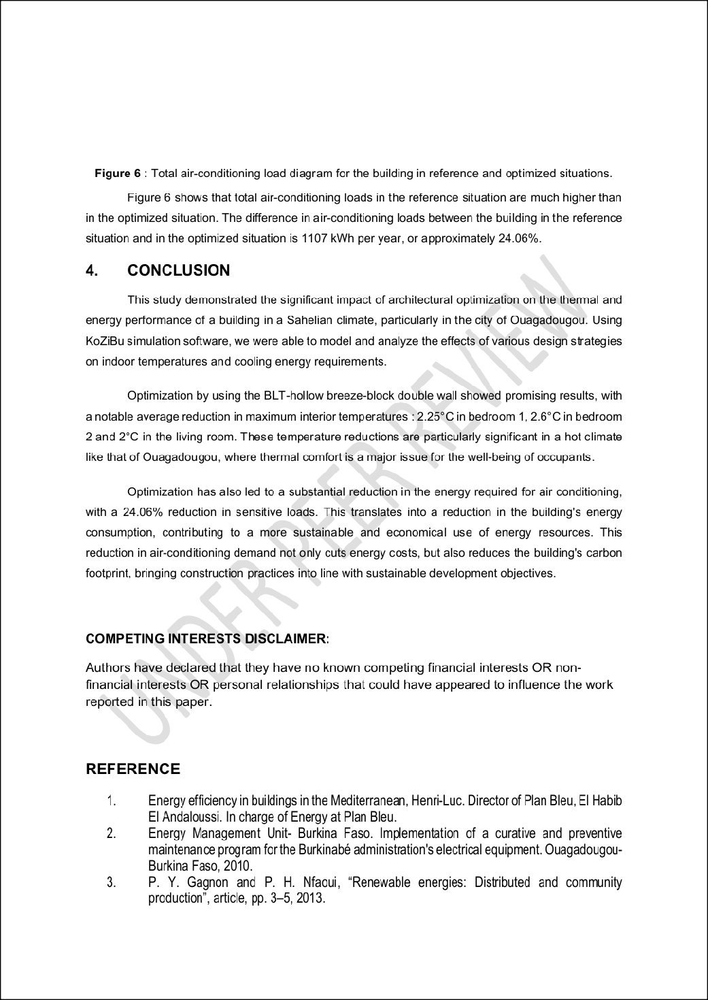 Figure 6 : Total air-conditioning load diagram for the building in reference and optimized situations.
Figure 6 shows that total air-conditioning loads in the reference situation are much higher than
in the optimized situation. The difference in air-conditioning loads between the building in the reference
situation and in the optimized situation is 1107 kWh per year, or approximately 24.06%.
4. CONCLUSION
This study demonstrated the significant impact of architectural optimization on the thermal and
energy performance of a building in a Sahelian climate, particularly in the city of Ouagadougou. Using
KoZiBu simulation software, we were able to model and analyze the effects of various design strategies
on indoor temperatures and cooling energy requirements.
Optimization by using the BLT-hollow breeze-block double wall showed promising results, with
a notable average reduction in maximum interior temperatures : 2.25°C in bedroom 1, 2.6°C in bedroom
2 and 2°C in the living room. These temperature reductions are particularly significant in a hot climate
like that of Ouagadougou, where thermal comfort is a major issue for the well-being of occupants.
Optimization has also led to a substantial reduction in the energy required for air conditioning,
with a 24.06% reduction in sensitive loads. This translates into a reduction in the building's energy
consumption, contributing to a more sustainable and economical use of energy resources. This
reduction in air-conditioning demand not only cuts energy costs, but also reduces the building's carbon
footprint, bringing construction practices into line with sustainable development objectives.
COMPETING INTERESTS DISCLAIMER:
Authors have declared that they have no known competing financial interests OR non-
financial interests OR personal relationships that could have appeared to influence the work
reported in this paper.
REFERENCE
1. Energy efficiency in buildings in the Mediterranean, Henri-Luc. Director of Plan Bleu, El Habib
El Andaloussi. In charge of Energy at Plan Bleu.
2. Energy Management Unit- Burkina Faso. Implementation of a curative and preventive
maintenance program for the Burkinabé administration's electrical equipment. Ouagadougou-
Burkina Faso, 2010.
3. P. Y. Gagnon and P. H. Nfaoui, “Renewable energies: Distributed and community
production”, article, pp. 3–5, 2013.
UNDER PEER REVIEW